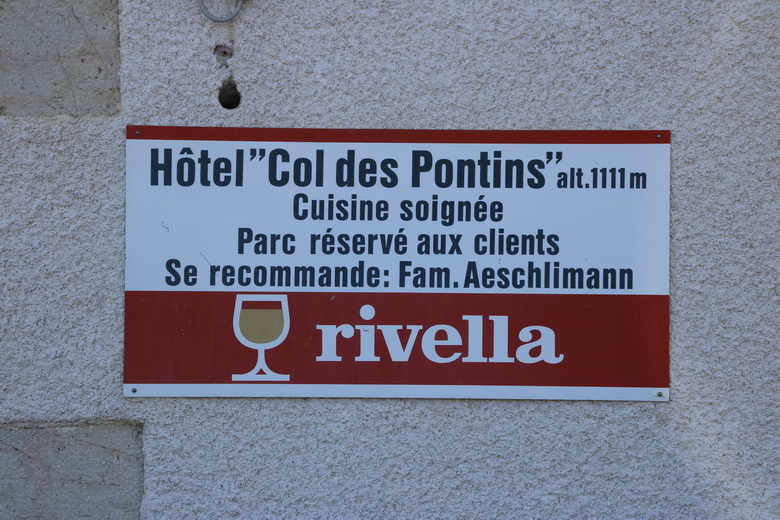 Hôtel "Col des Pontins" alt. 1111 m
Cuisine soignée
Parc réservé aux clients
Se recommande: Fam. Aeschlimann
rivella